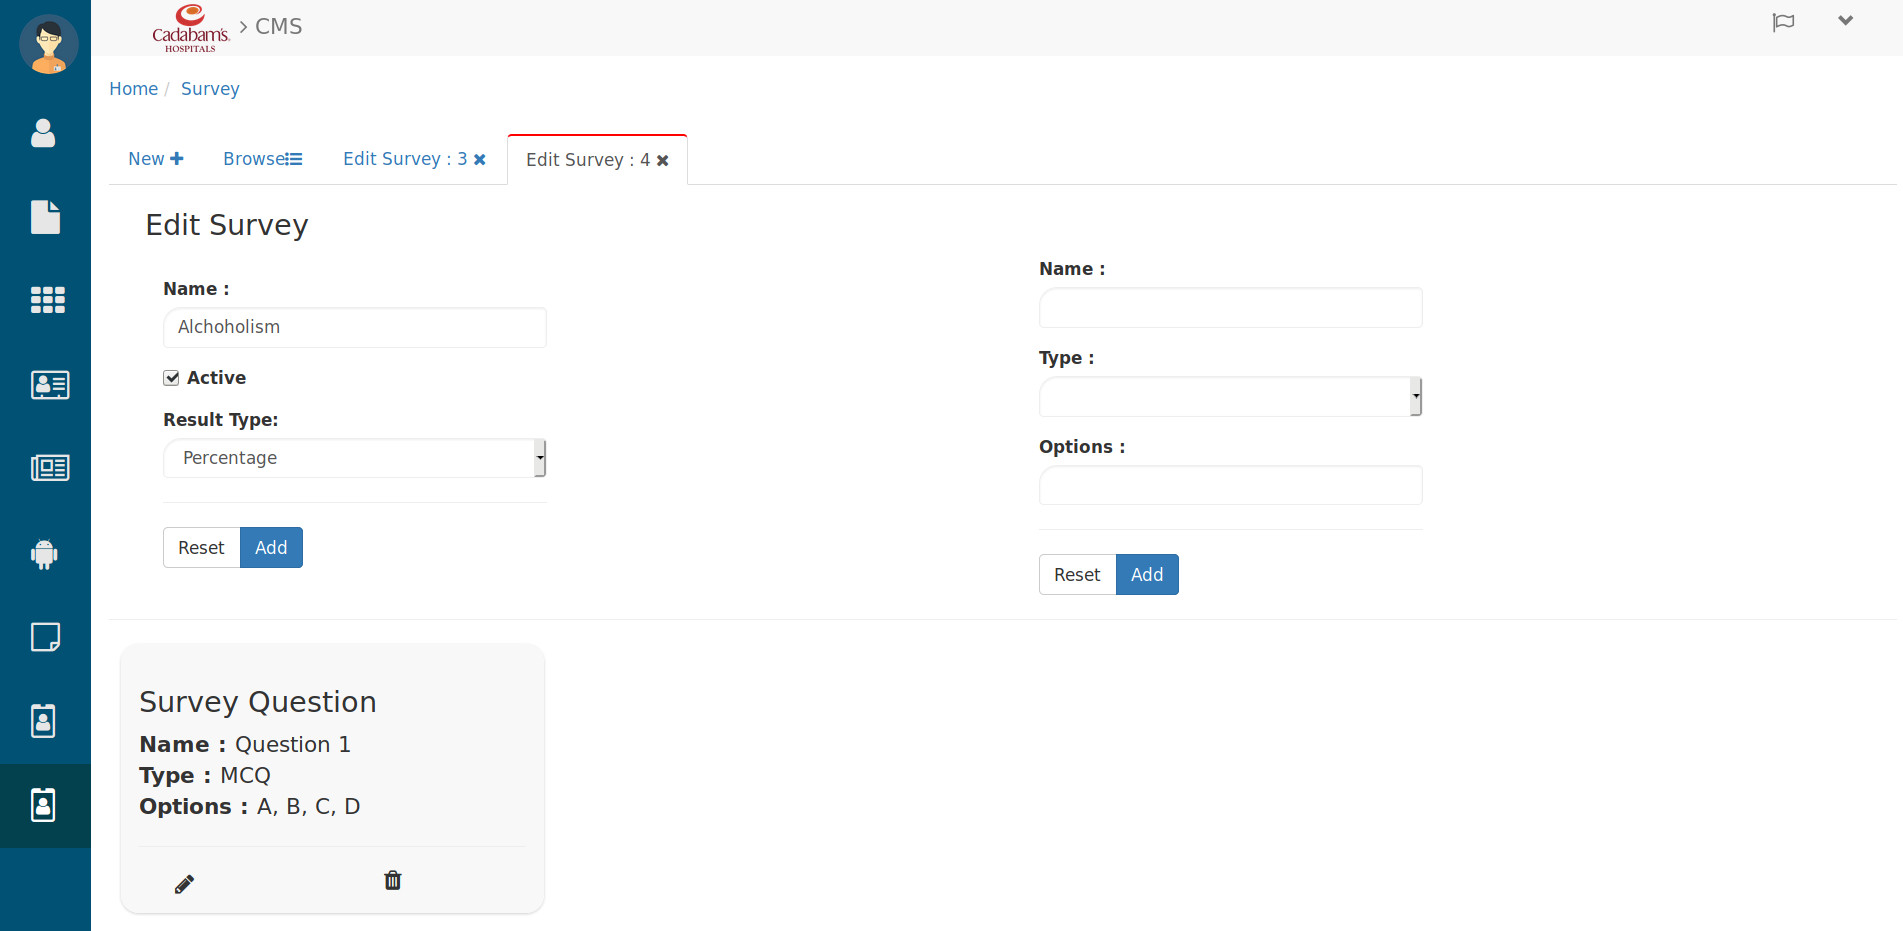 Cadabam's
HOSPITALS
CMS
Home / Survey
New
Browse
Edit Survey : 3
Edit Survey : 4
Edit Survey
Name :
Alchoholism
Active
Result Type:
Percentage
Reset Add
Name :
Type :
Options :
Reset Add
Survey Question
Name : Question 1
Type : MCQ
Options : A, B, C, D